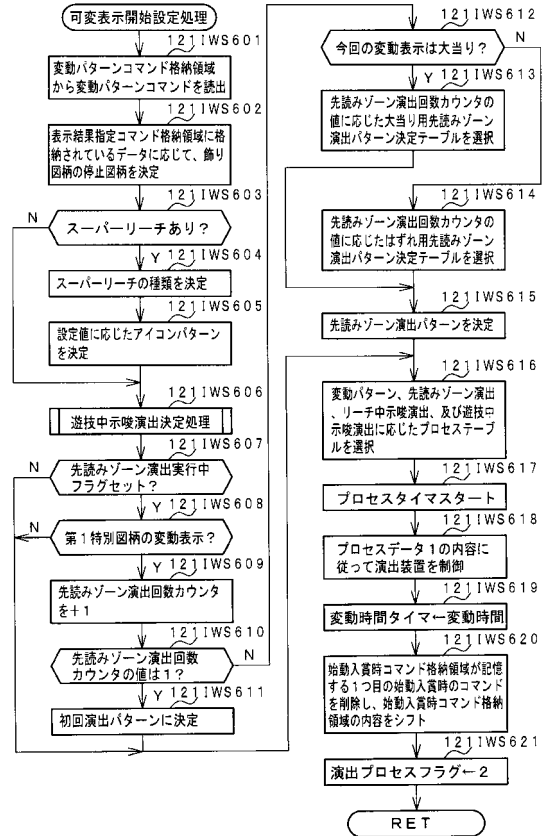 可変表示開始設定処理
121IWS601
変動パターンコマンド格納領域
から変動パターンコマンドを読出
121IWS602
表示結果指定コマンド格納領域に格
納されているデータに応じて、飾り
図柄の停止図柄を決定
121IWS603
N
スーパーリーチあり?
Y
121IWS604
スーパーリーチの種類を決定
121IWS605
設定値に応じたアイコンパターン
を決定
121IWS606
遊技中示唆演出決定処理
121IWS607
N
先読みゾーン演出実行中
フラグセット?
Y
121IWS608
N
第1特別図柄の変動表示?
Y
121IWS609
先読みゾーン演出回数カウンタ
を+1
121IWS610
先読みゾーン演出回数
カウンタの値は1?
N
Y
121IWS611
初回演出パターンに決定
121IWS612
今回の変動表示は大当り?
N
Y
121IWS613
先読みゾーン演出回数カウンタの
値に応じた大当り用先読みゾーン
演出パターン決定テーブルを選択
121IWS614
先読みゾーン演出回数カウンタの
値に応じたはずれ用先読みゾーン
演出パターン決定テーブルを選択
121IWS615
先読みゾーン演出パターンを決定
121IWS616
変動パターン、先読みゾーン演出
、リーチ中示唆演出、及び遊技中
示唆演出に応じたプロセステーブ
ルを選択
121IWS617
プロセスタイマスタート
121IWS618
プロセスデータ1の内容に
従って演出装置を制御
121IWS619
変動時間タイマ←変動時間
121IWS620
始動入賞時コマンド格納領域が記憶
する1つ目の始動入賞時のコマンド
を削除し、始動入賞時コマンド格納
領域の内容をシフト
121IWS621
演出プロセスフラグ←2
RET